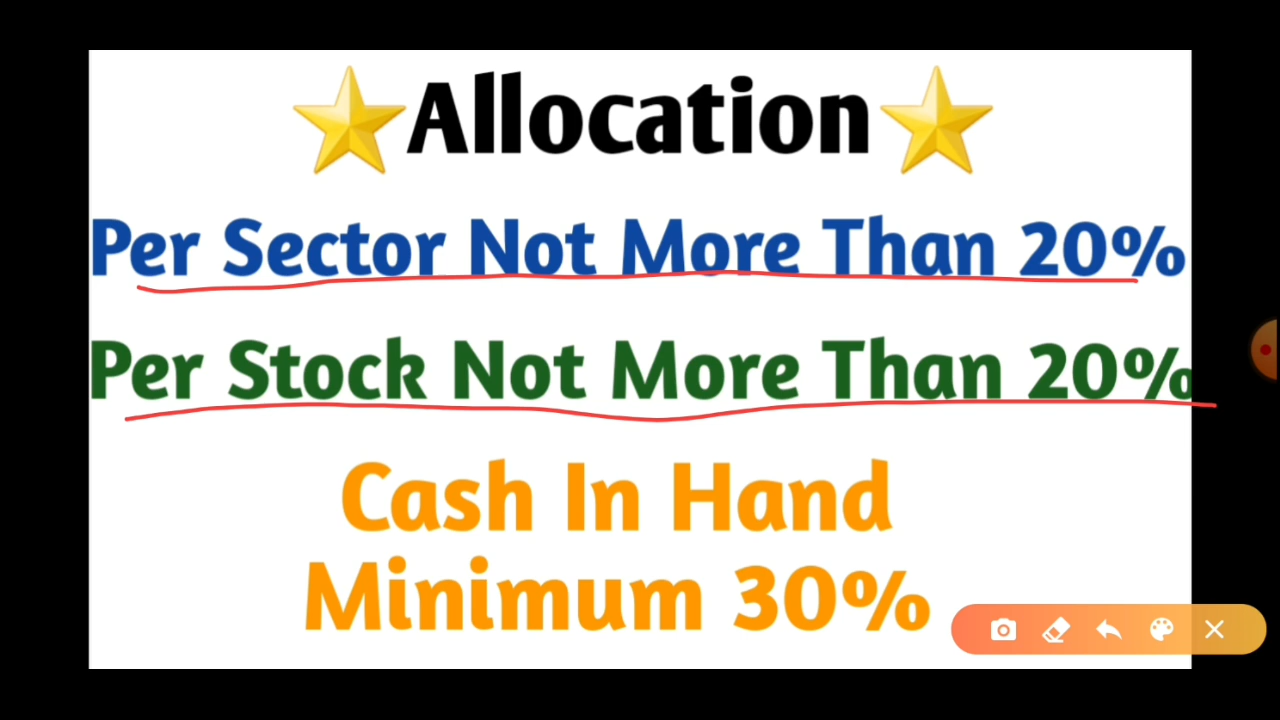 Allocation
Per Sector Not More Than 20%
Per Stock Not More Than 20%
Cash In Hand
Minimum 30%